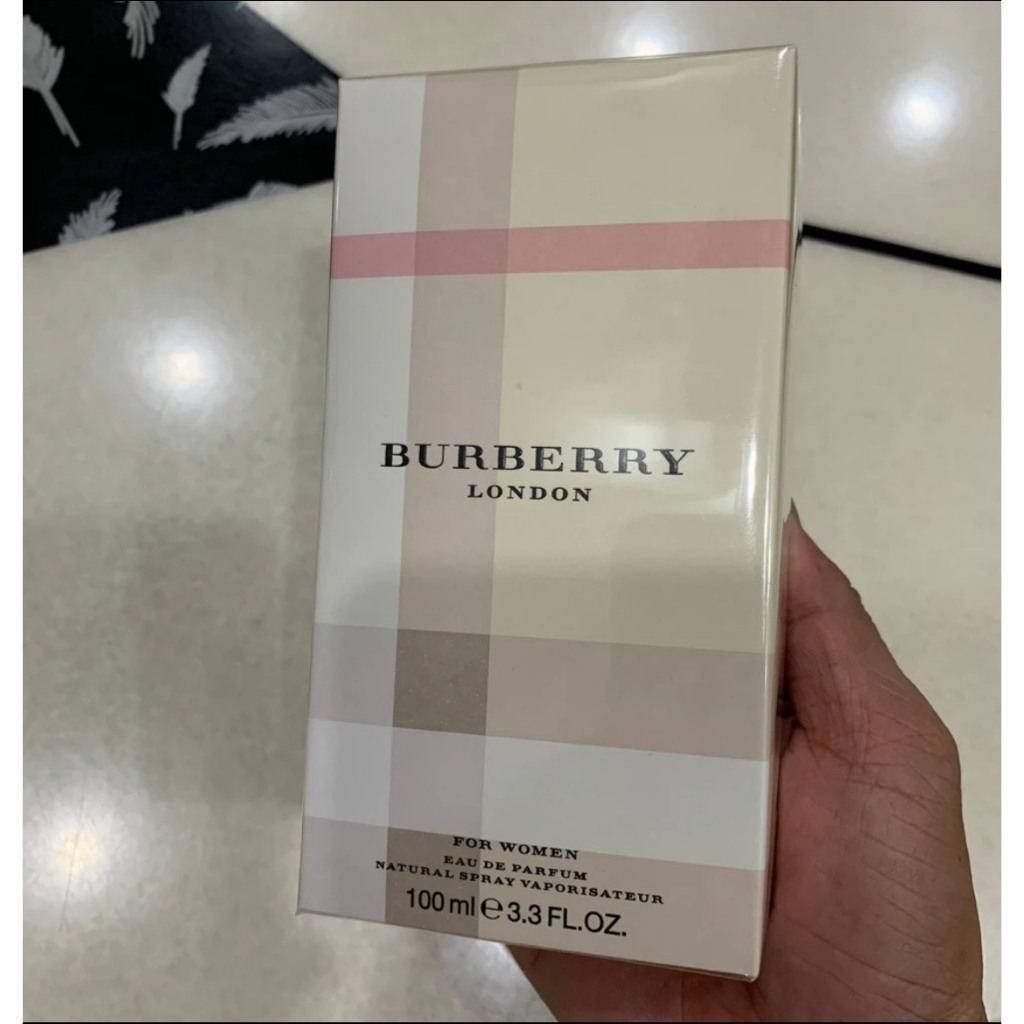 BURBERRY
LONDON
FOR WOMEN
EAU DE PARFUM
NATURAL SPRAY VAPORISATEUR
100 ml ℮ 3.3 FL.OZ.